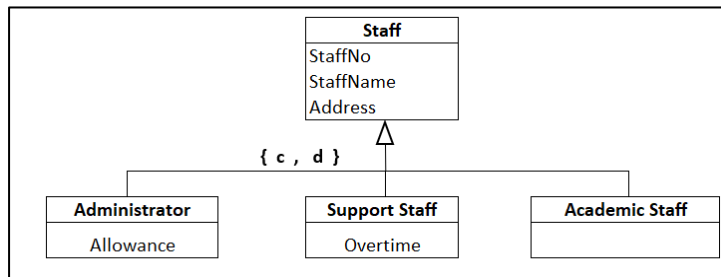 Staff
StaffNo
StaffName
Address
{ c , d }
Administrator
Allowance
Support Staff
Overtime
Academic Staff